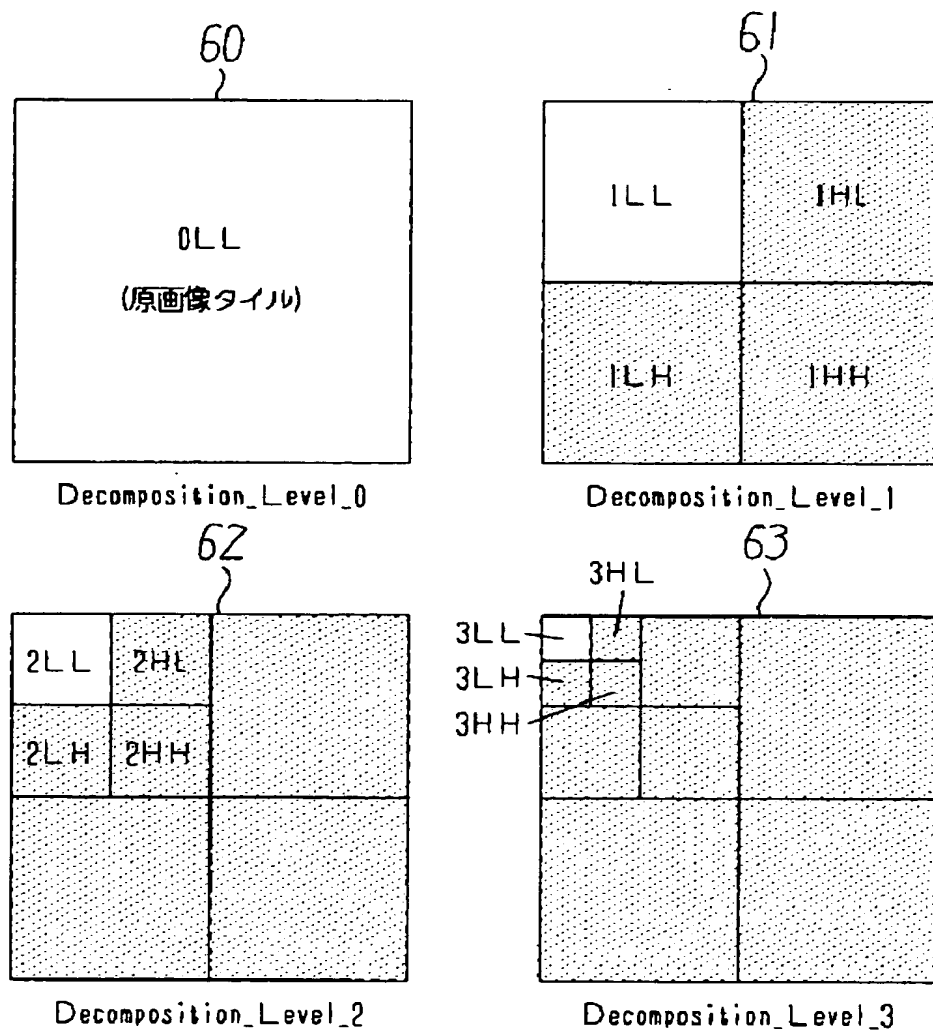 60
0LL
(原画像タイル)
Decomposition_Level_0
61
1LL
1HL
1LH
1HH
Decomposition_Level_1
62
2LL
2HL
2LH
2HH
Decomposition_Level_2
63
3HL
3LL
3LH
3HH
Decomposition_Level_3